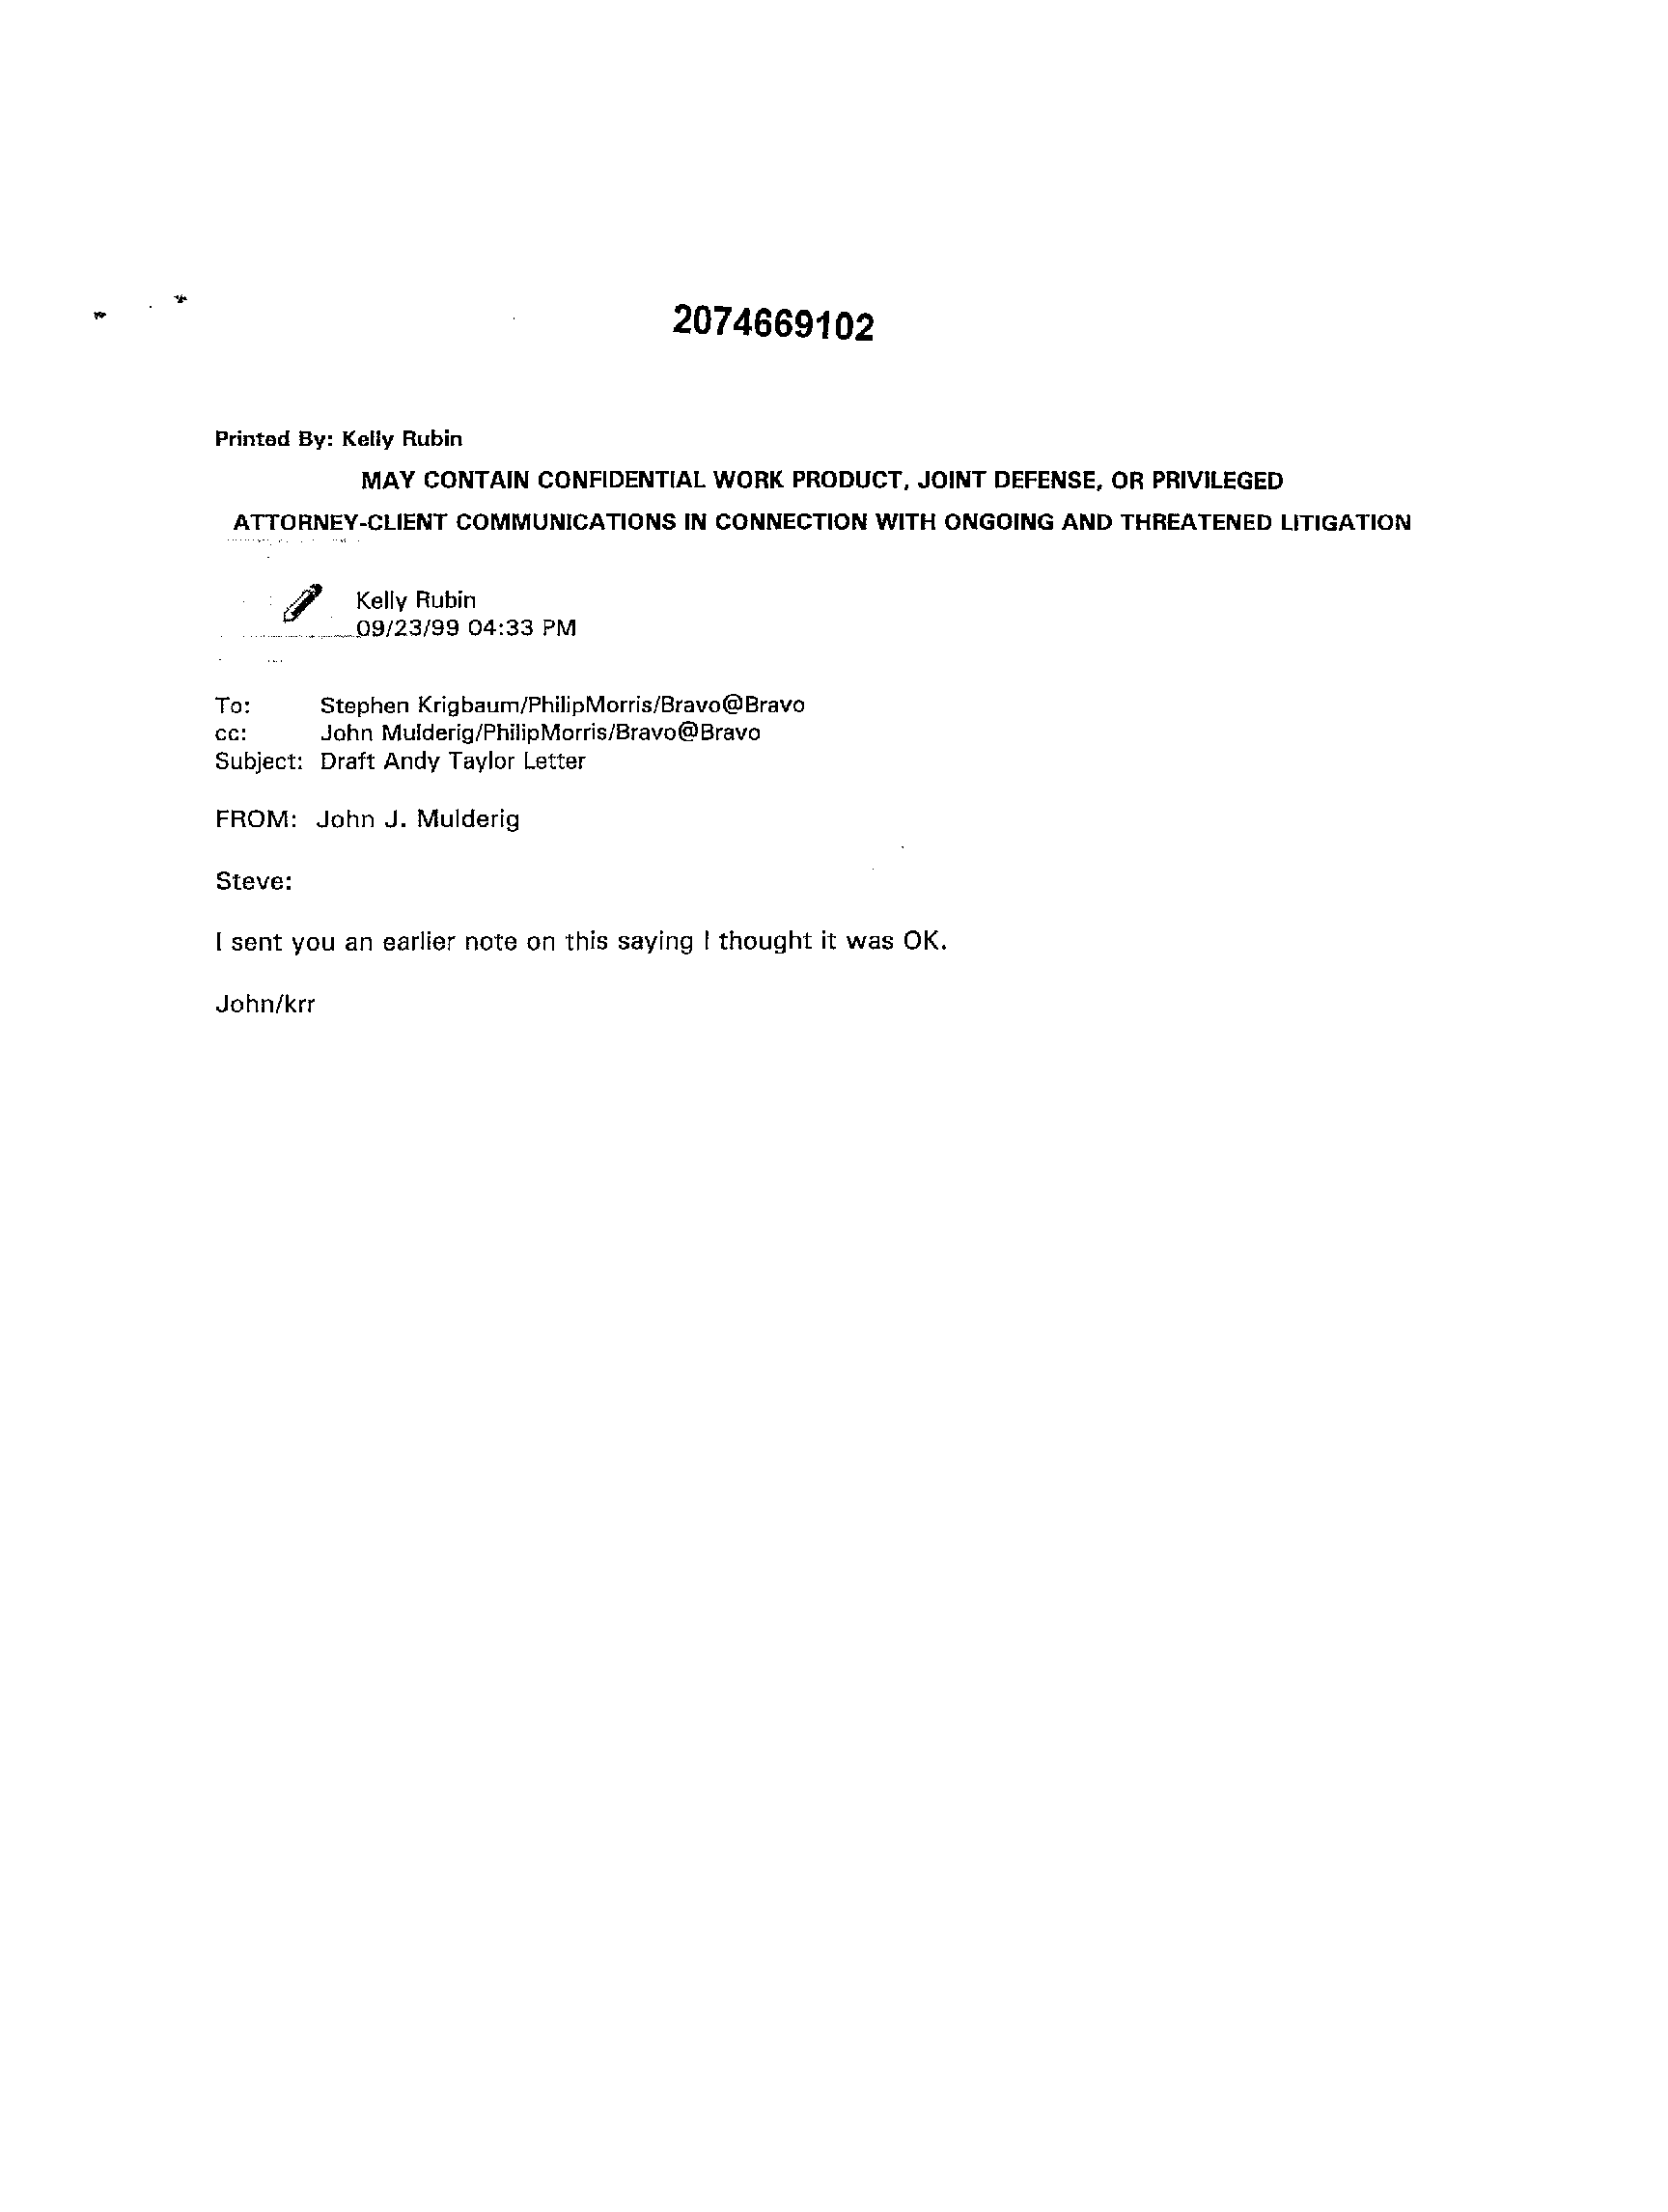 2074669102
Printed By: Kelly Rubin
MAY CONTAIN CONFIDENTIAL WORK PRODUCT, JOINT DEFENSE, OR PRIVILEGED
ATTORNEY-CLIENT COMMUNICATIONS IN CONNECTION WITH ONGOING AND THREATENED LITIGATION
Kelly Rubin
09/23/99 04:33 PM
To: Stephen Krigbaum/PhilipMorris/Bravo@Bravo
cc: John Mulderig/PhilipMorris/Bravo@Bravo
Subject: Draft Andy Taylor Letter
FROM: John J. Mulderig
Steve:
I sent you an earlier note on this saying I thought it was OK.
John/krr